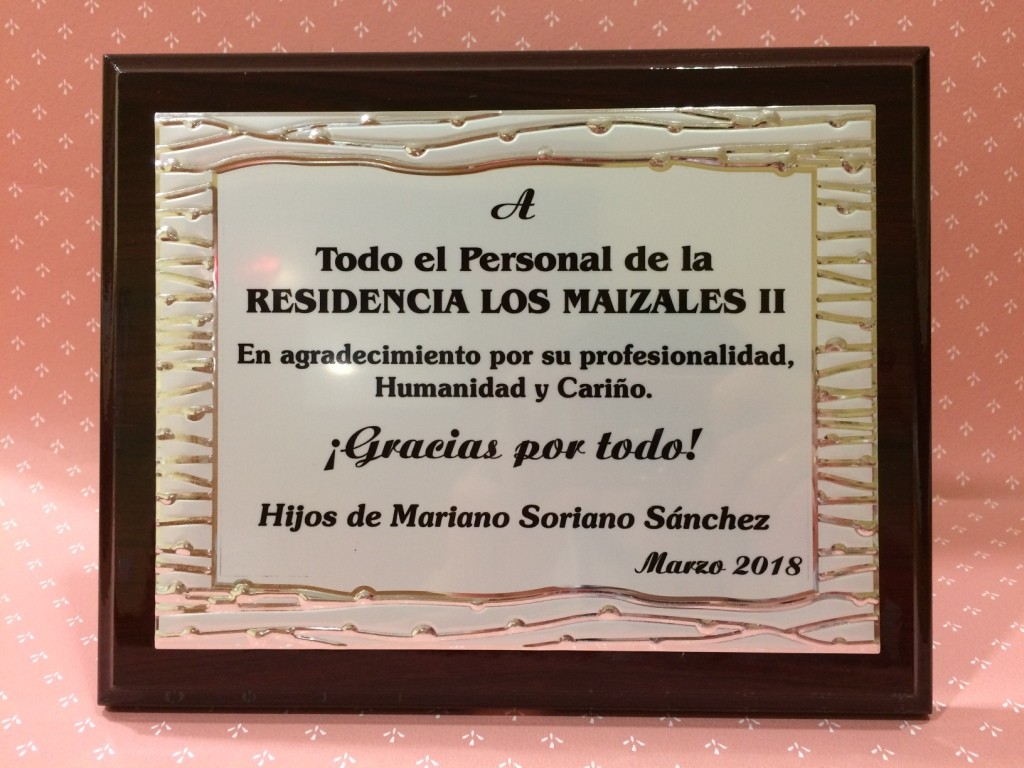 A
Todo el Personal de la
RESIDENCIA LOS MAIZALES II
En agradecimiento por su profesionalidad,
Humanidad y Cariño.
¡Gracias por todo!
Hijos de Mariano Soriano Sánchez
Marzo 2018